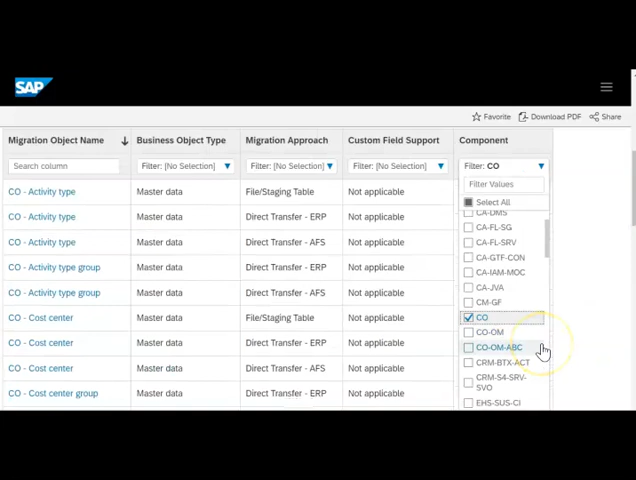 SAP
Favorite Download PDF Share
Migration Object Name Business Object Type Migration Approach Custom Field Support Component
Search column Filter: [No Selection] Filter: [No Selection] Filter: [No Selection] Filter: CO
Filter Values
Select All
CO - Activity type Master data File/Staging Table Not applicable
CA-DMS
CO - Activity type Master data Direct Transfer - ERP Not applicable
CA-FL-SG
CO - Activity type Master data Direct Transfer - AFS Not applicable
CA-FL-SRV
CA-GTF-CON
CO - Activity type group Master data Direct Transfer - ERP Not applicable
CA-IAM-MOC
CA-JVA
CO - Activity type group Master data Direct Transfer - AFS Not applicable
CM-GF
CO - Cost center Master data File/Staging Table Not applicable
CO
CO-OM
CO - Cost center Master data Direct Transfer - ERP Not applicable
CO-OM-ABC
CRM-BTX-ACT
CO - Cost center Master data Direct Transfer - AFS Not applicable
CRM-S4-SRV-
SVO
CO - Cost center group Master data Direct Transfer - ERP Not applicable
EHS-SUS-CI